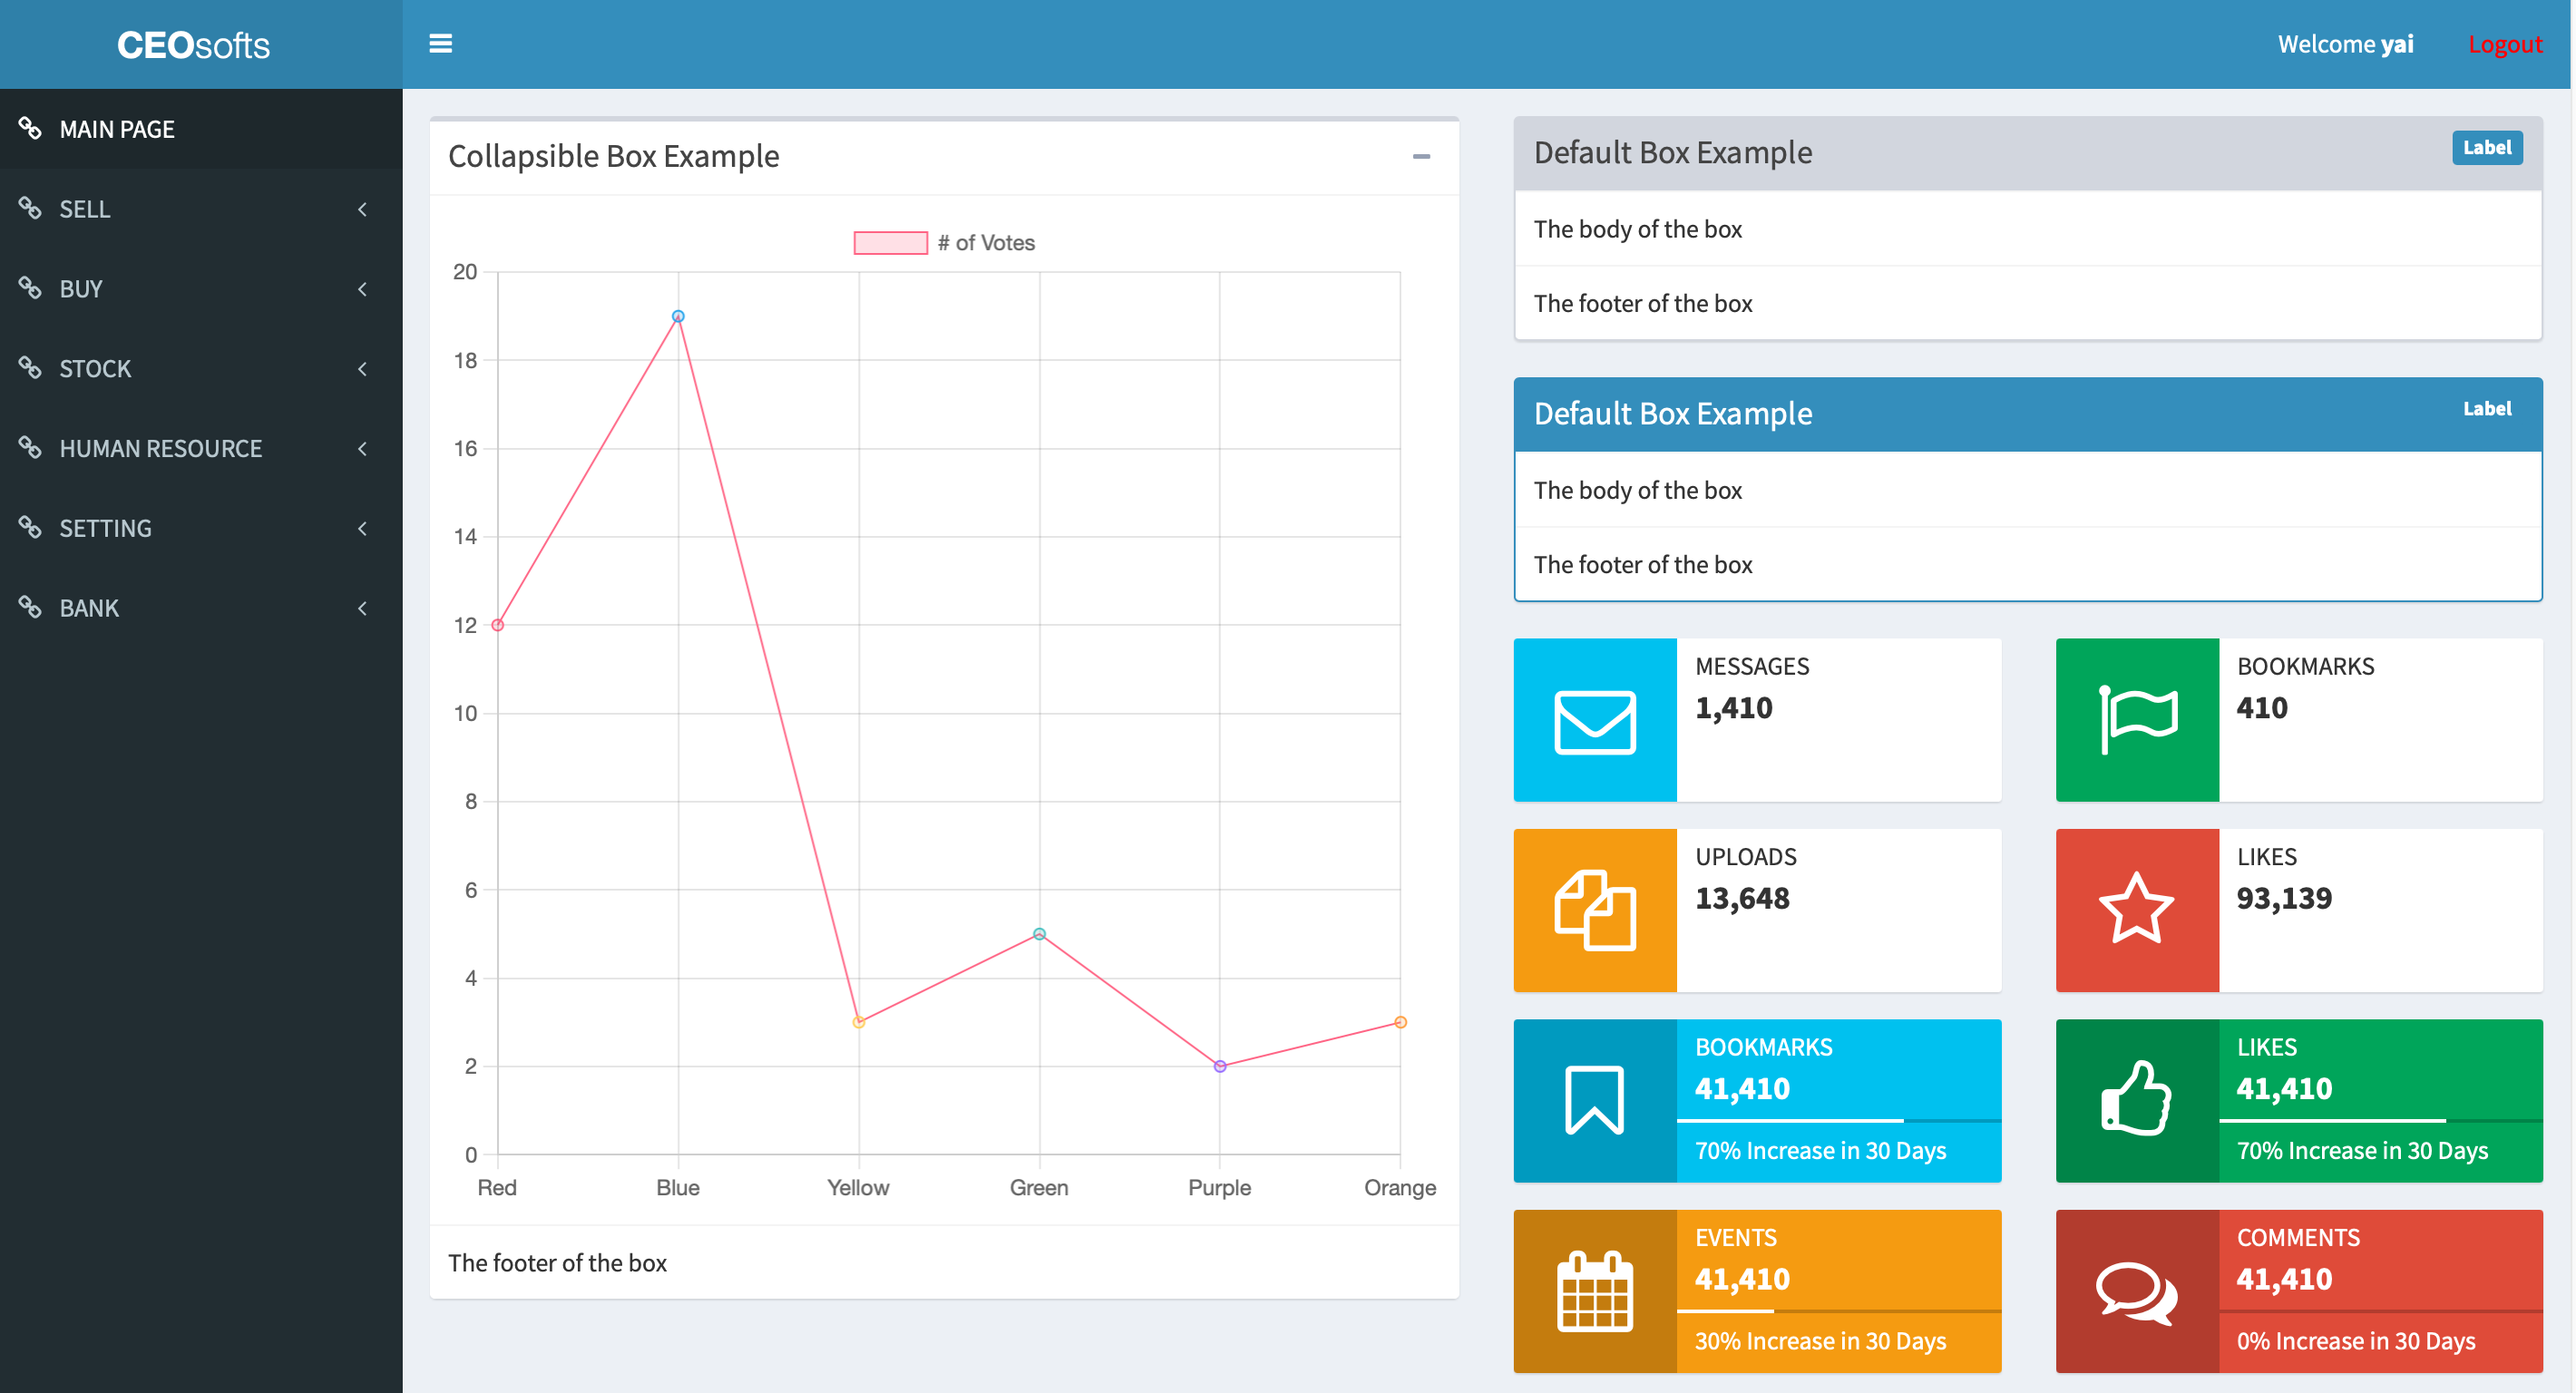 CEOsofts
Welcome yai
Logout
MAIN PAGE
SELL
BUY
STOCK
HUMAN RESOURCE
SETTING
BANK
Collapsible Box Example
# of Votes
20
18
16
14
12
10
8
6
4
2
0
Red Blue Yellow Green Purple Orange
The footer of the box
Default Box Example
Label
The body of the box
The footer of the box
Default Box Example
Label
The body of the box
The footer of the box
MESSAGES
1,410
BOOKMARKS
410
UPLOADS
13,648
LIKES
93,139
BOOKMARKS
41,410
70% Increase in 30 Days
LIKES
41,410
70% Increase in 30 Days
EVENTS
41,410
30% Increase in 30 Days
COMMENTS
41,410
0% Increase in 30 Days